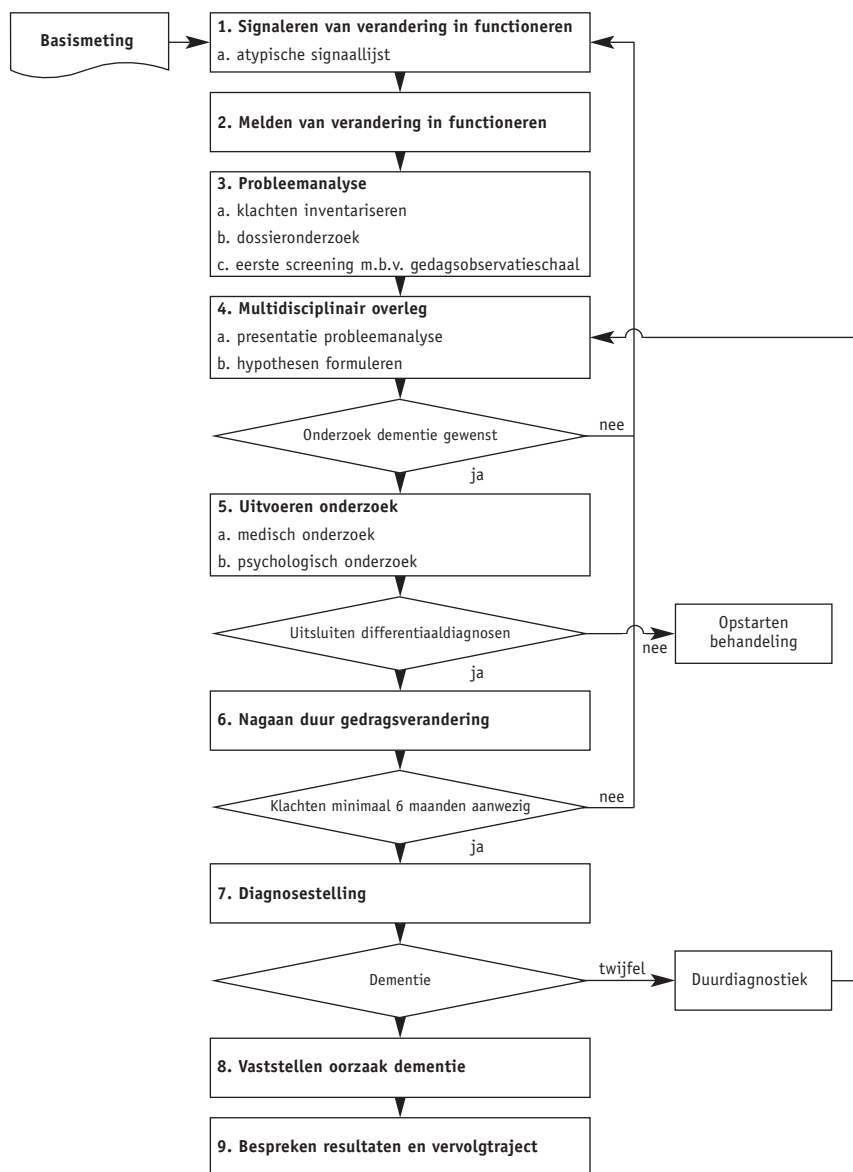 Basismeting
1. Signaleren van verandering in functioneren
a. atypische signaallijst
2. Melden van verandering in functioneren
3. Probleemanalyse
a. klachten inventariseren
b. dossieronderzoek
c. eerste screening m.b.v. gedagsobservatieschaal
4. Multidisciplinair overleg
a. presentatie probleemanalyse
b. hypothesen formuleren
Onderzoek dementie gewenst
nee
ja
5. Uitvoeren onderzoek
a. medisch onderzoek
b. psychologisch onderzoek
Uitsluiten differentiaaldiagnosen
nee
Opstarten
behandeling
ja
6. Nagaan duur gedragsverandering
Klachten minimaal 6 maanden aanwezig
nee
ja
7. Diagnosestelling
Dementie
twijfel
Duurdiagnostiek
8. Vaststellen oorzaak dementie
9. Bespreken resultaten en vervolgtraject